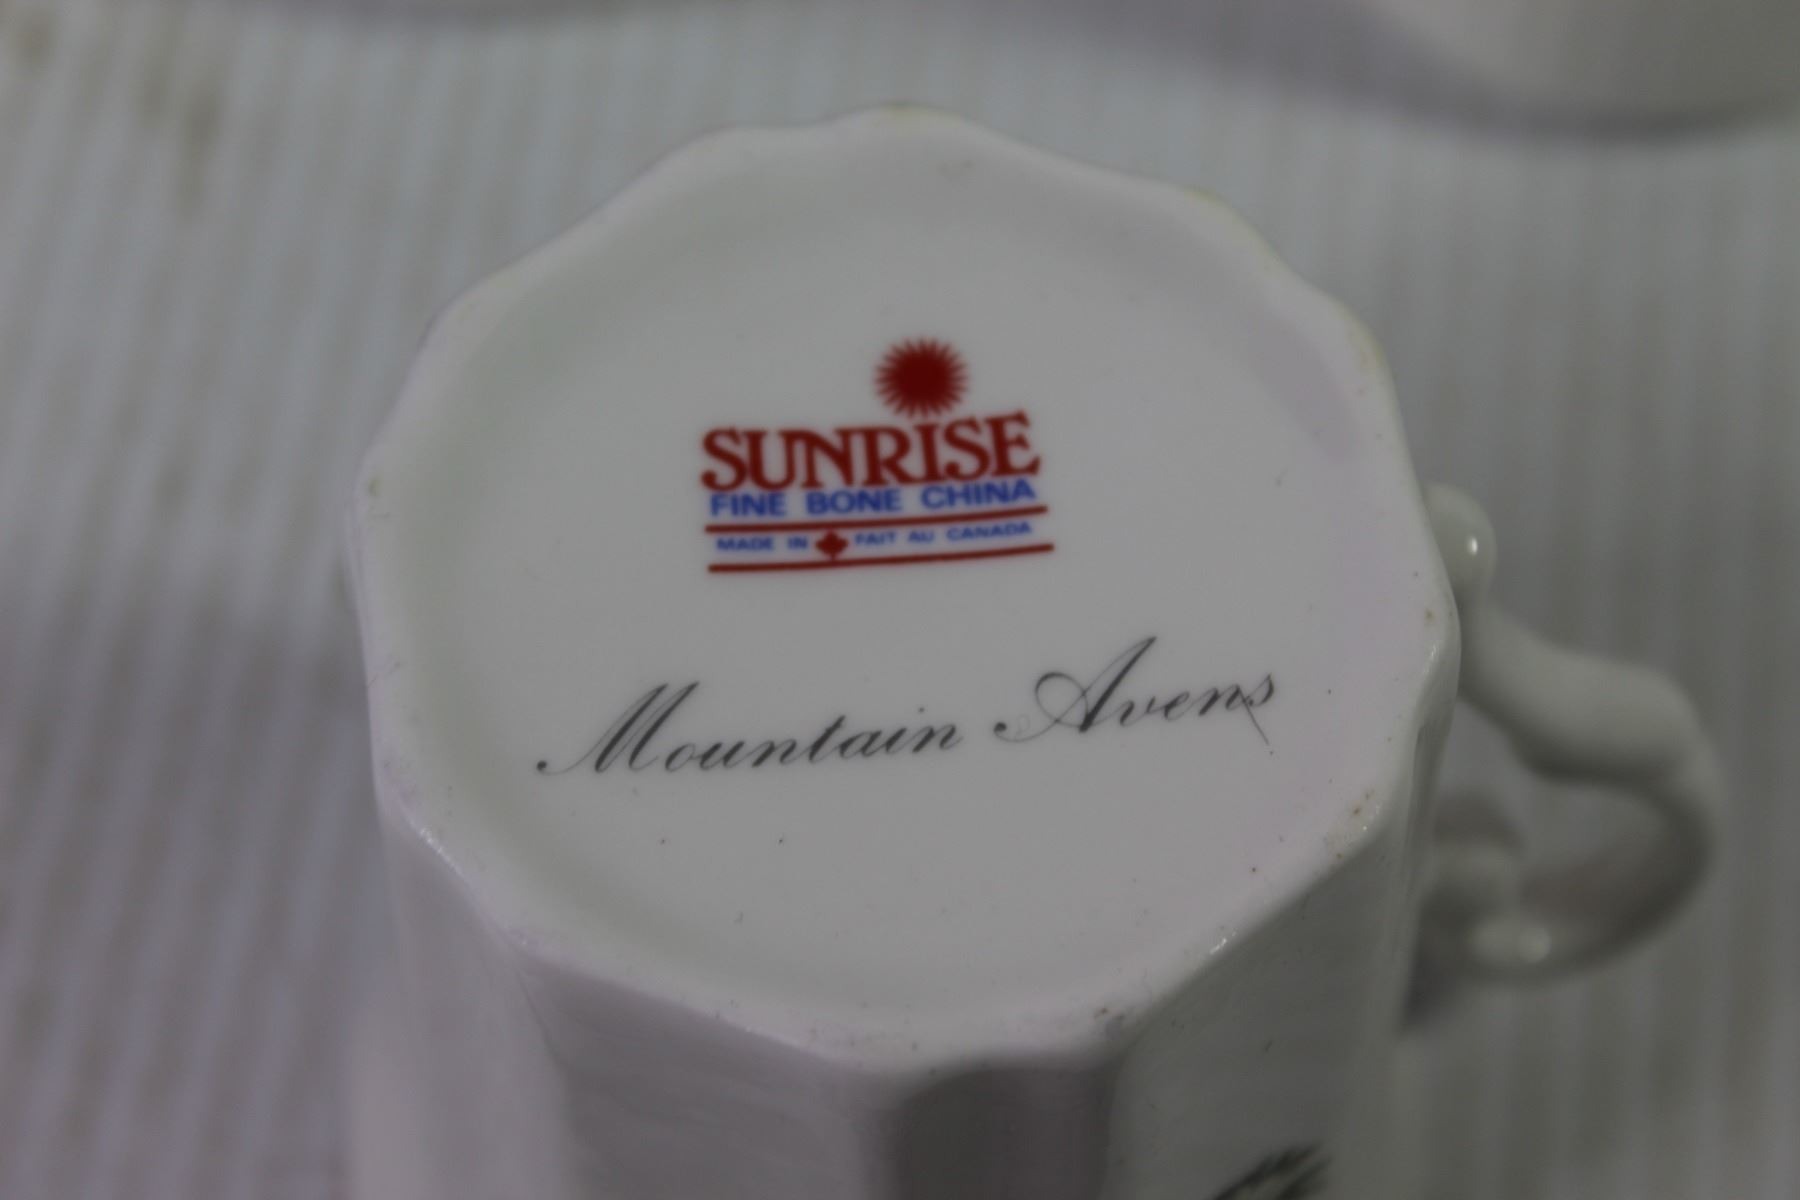 SUNRISE
FINE BONE CHINA
MADE IN FAIT AU CANADA
Mountain Avens